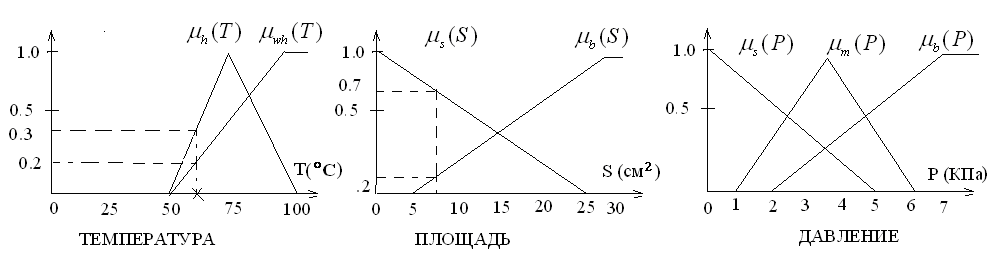 μh(T) μwh(T)
1.0
0.5
0.3
0.2
T(°C)
0 50 75 100
ТЕМПЕРАТУРА
μs(S) μb(S)
1.0
0.7
0.5
.2
S (см²)
0 5 10 15 20 25 30
ПЛОЩАДЬ
μs(P) μm(P) μb(P)
1.0
0.5
P (КПа)
0 1 2 3 4 5 6 7
ДАВЛЕНИЕ